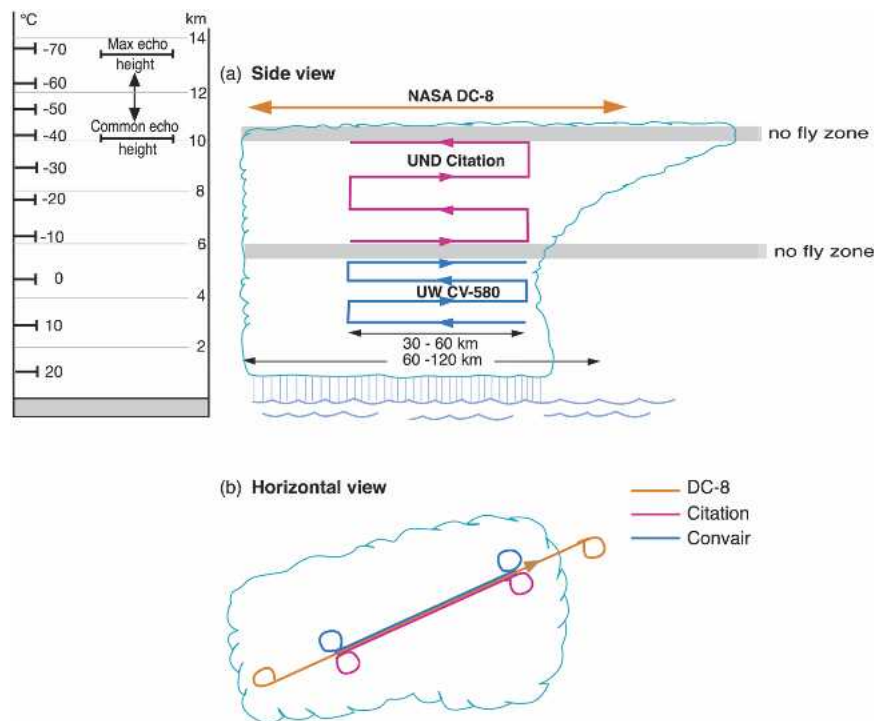 °C
km
14
-70
Max echo
height
-60
12
-50
-40
Common echo
height
10
-30
8
-20
-10
6
0
4
10
2
20
(a) Side view
NASA DC-8
no fly zone
UND Citation
no fly zone
UW CV-580
30 - 60 km
60 -120 km
(b) Horizontal view
DC-8
Citation
Convair